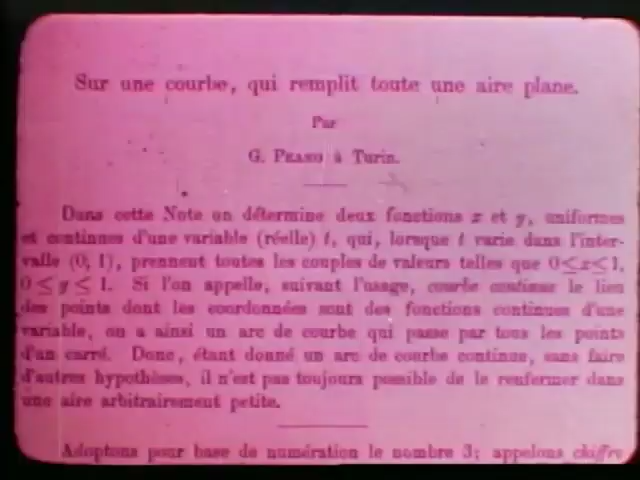 Sur une courbe, qui remplit toute une aire plane.
Par
G. Peano à Turin.
Dans cette Note on détermine deux fonctions x et y, uniformes
et continues d'une variable (réelle) t, qui, lorsque t varie dans l'inter-
valle (0, 1), prennent toutes les couples de valeurs telles que 0≤x≤1,
0≤y≤1. Si l'on appelle, suivant l'usage, courbe continue le lieu
des points dont les coordonnées sont des fonctions continues d'une
variable, on a ainsi un arc de courbe qui passe par tous les points
d'un carré. Donc, étant donné un arc de courbe continue, sans faire
d'autres hypothèses, il n'est pas toujours possible de le renfermer dans
une aire arbitrairement petite.
Adoptons pour base de numération le nombre 3; appelons chiffre